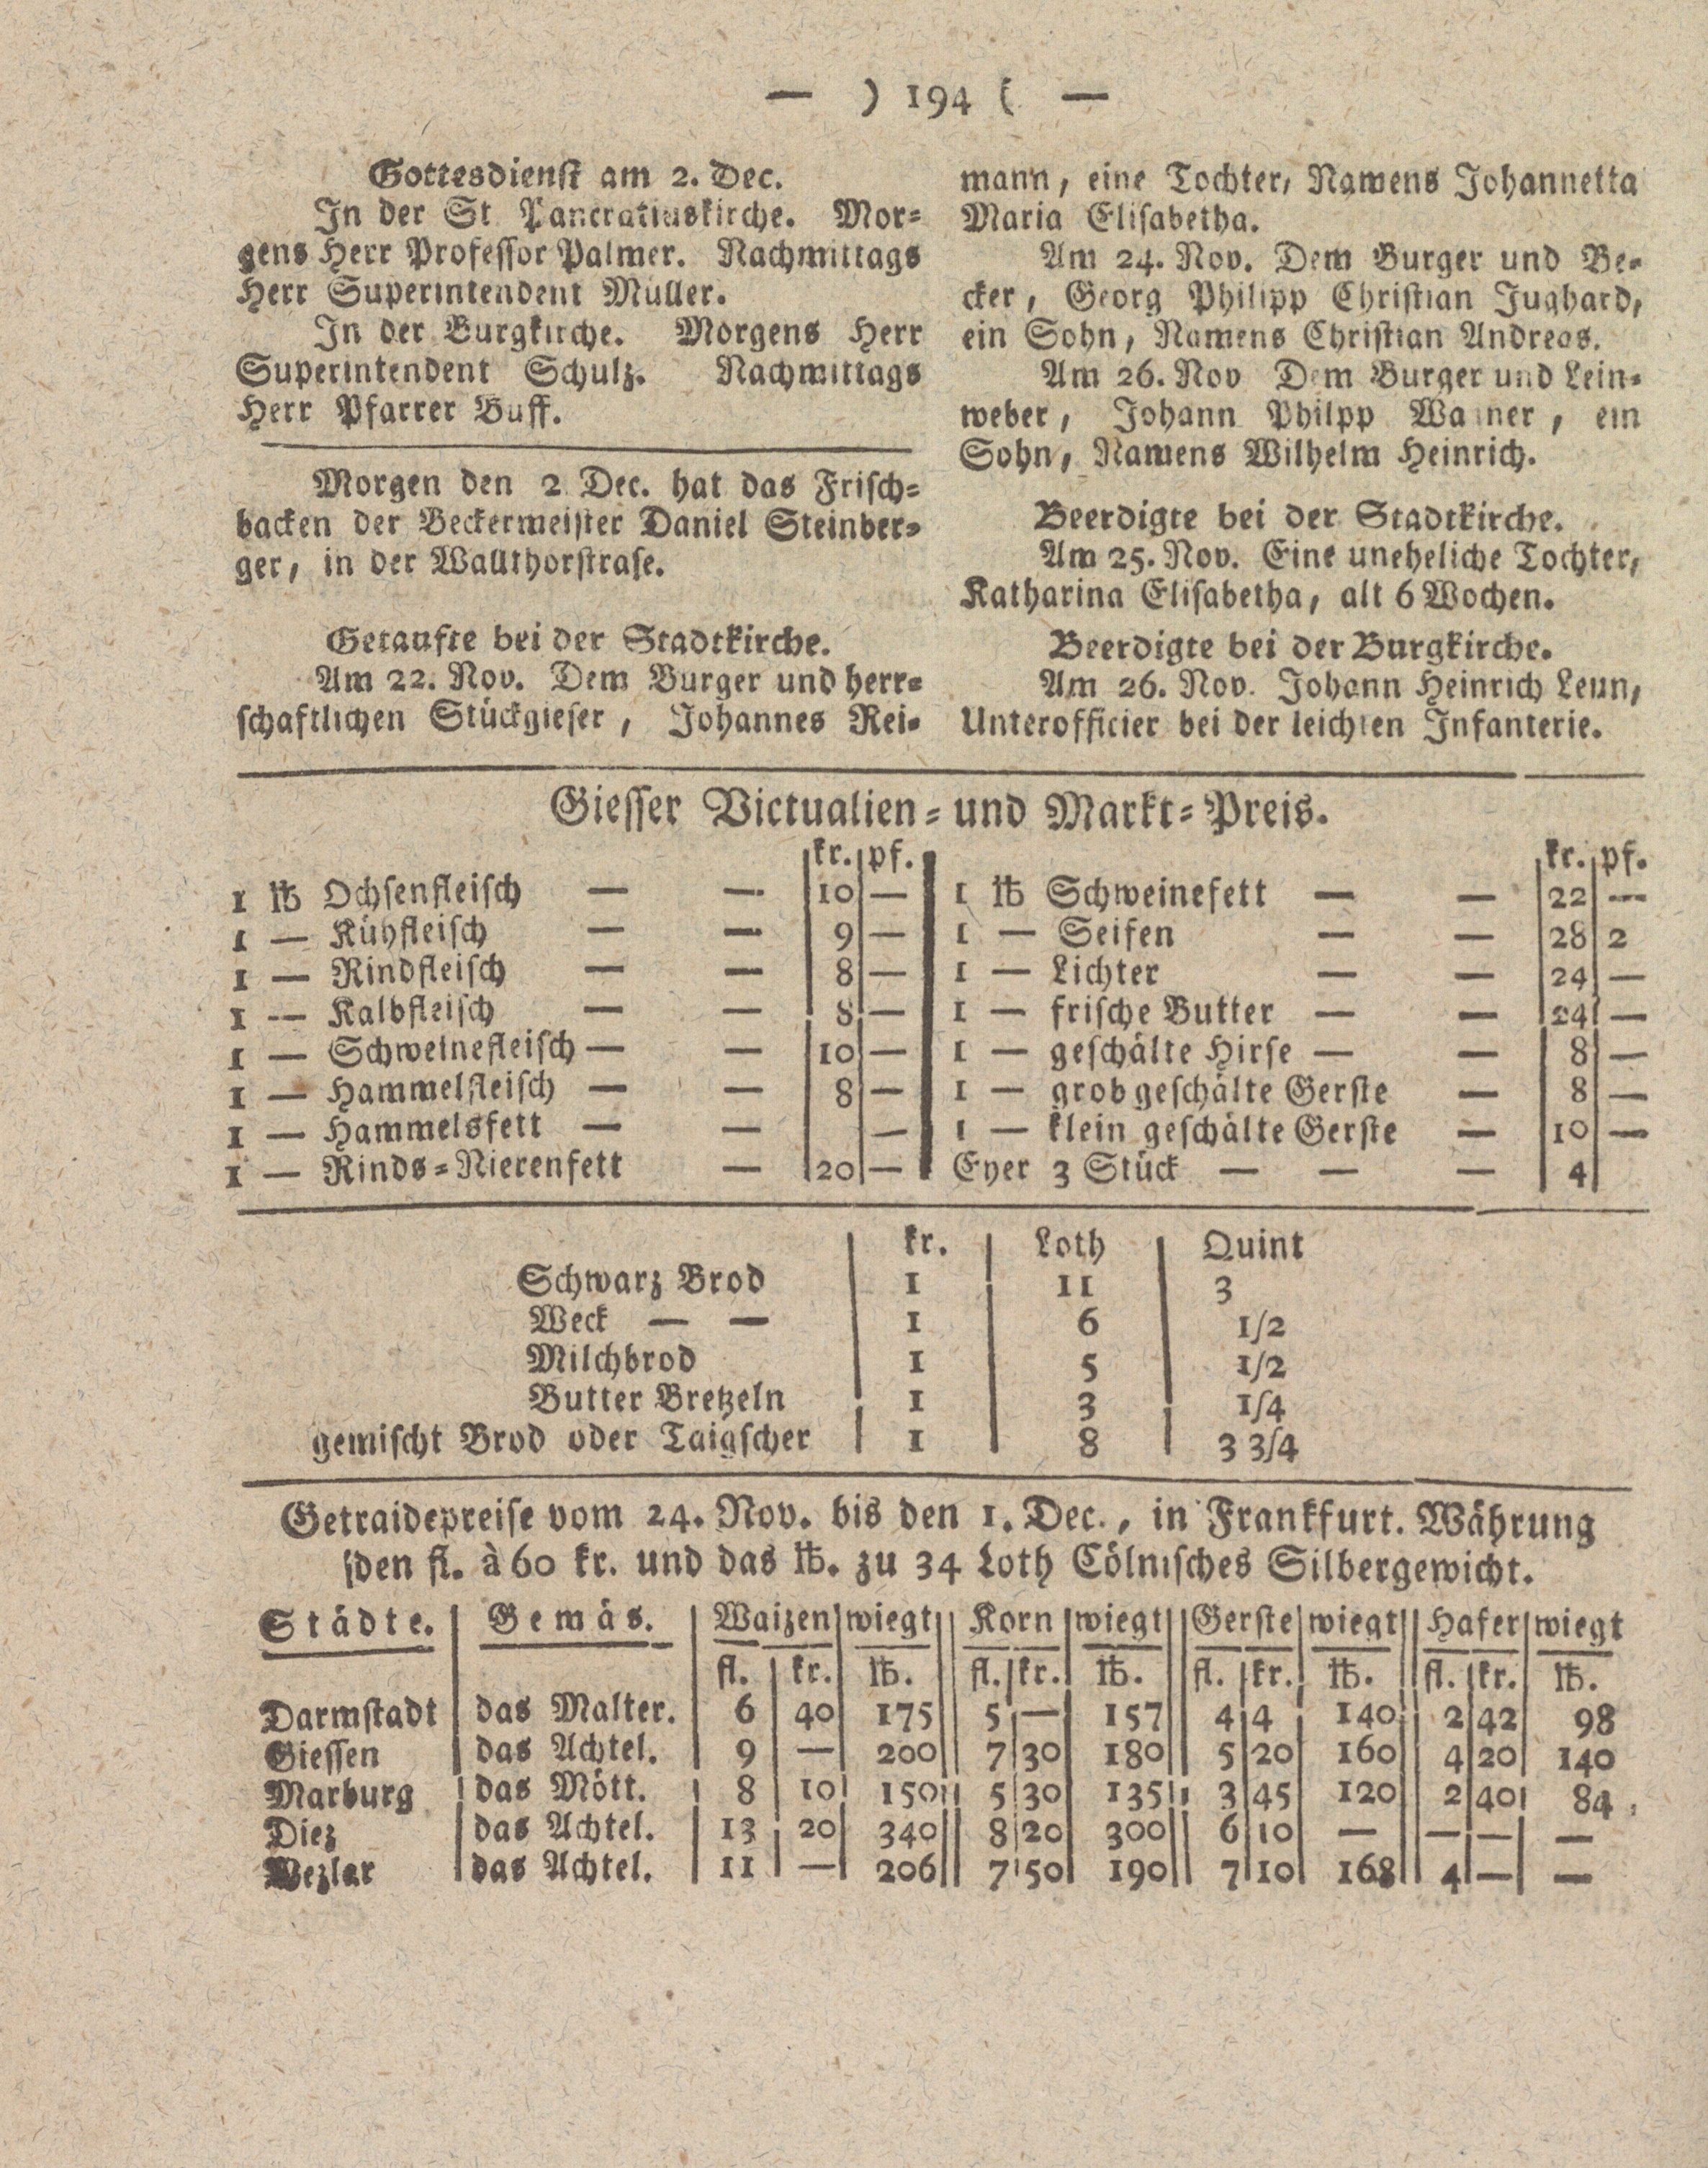 — ) 194 ( —
Gottesdienst am 2. Dec.
In der St Pancratiuskirche. Mor=
gens Herr Professor Palmer. Nachmittags
Herr Superintendent Müller.
In der Burgkirche. Morgens Herr
Superintendent Schulz. Nachmittags
Herr Pfarrer Buff.
Morgen den 2 Dec. hat das Frisch=
backen der Beckermeister Daniel Steinber=
ger, in der Wallthorstrase.
Getaufte bei der Stadtkirche.
Am 22. Nov. Dem Burger und herr=
schaftlichen Stückgieser, Johannes Rei=
mann, eine Tochter, Namens Johannetta
Maria Elisabetha.
Am 24. Nov. Dem Burger und Be=
cker, Georg Philipp Christian Jughard,
ein Sohn, Namens Christian Andreas.
Am 26. Nov Dem Burger und Lein=
weber, Johann Philpp , ein
Sohn, Namens Wilhelm Heinrich.
Beerdigte bei der Stadtkirche.
Am 25. Nov. Eine uneheliche Tochter,
Katharina Elisabetha, alt 6 Wochen.
Beerdigte bei der Burgkirche.
Am 26. Nov. Johann Heinrich Leun,
Unterofficier bei der leichten Infanterie.
Giesser Victualien= und Markt=Preis.
kr. pf.
1 ℔ Ochsenfleisch — — 10 —
1 — Kühfleisch — — 9 —
1 — Rindfleisch — — 8 —
1 — Kalbfleisch — — 8 —
1 — Schweinefleisch — — 10 —
1 — Hammelfleisch — — 8 —
1 — Hammelsfett — — —
1 — Rinds=Nierenfett — 20 —
kr. pf.
1 ℔ Schweinefett — — 22 —
1 — Seifen — — 28 2
1 — Lichter — — 24 —
1 — frische Butter — — 24 —
1 — geschälte Hirse — — 8 —
1 — grob geschälte Gerste — 8 —
1 — klein geschälte Gerste — 10 —
Eyer 3 Stück — — — 4
kr. Loth Quint
Schwarz Brod 1 11 3
Weck — — 1 6 1/2
Milchbrod 1 5 1/2
Butter Bretzeln 1 3 1/4
gemischt Brod oder Taigscher 1 8 3 3/4
Getraidepreise vom 24. Nov. bis den 1. Dec., in Frankfurt. Währung
den fl. à 60 kr. und das ℔. zu 34 Loth Cölnisches Silbergewicht.
Städte. Gemäs. Waizen wiegt Korn wiegt Gerste wiegt Hafer wiegt
fl. kr. ℔. fl. kr. ℔. fl. kr. ℔. fl. kr. ℔.
Darmstadt das Malter. 6 40 175 5 — 157 4 4 140 2 42 98
Giessen das Achtel. 9 — 200 7 30 180 5 20 160 4 20 140
Marburg das Mött. 8 10 150 5 30 135 3 45 120 2 40 84
Diez das Achtel. 13 20 340 8 20 300 6 10 — — — —
Wezlar das Achtel. 11 — 206 7 50 190 7 10 168 4 — —